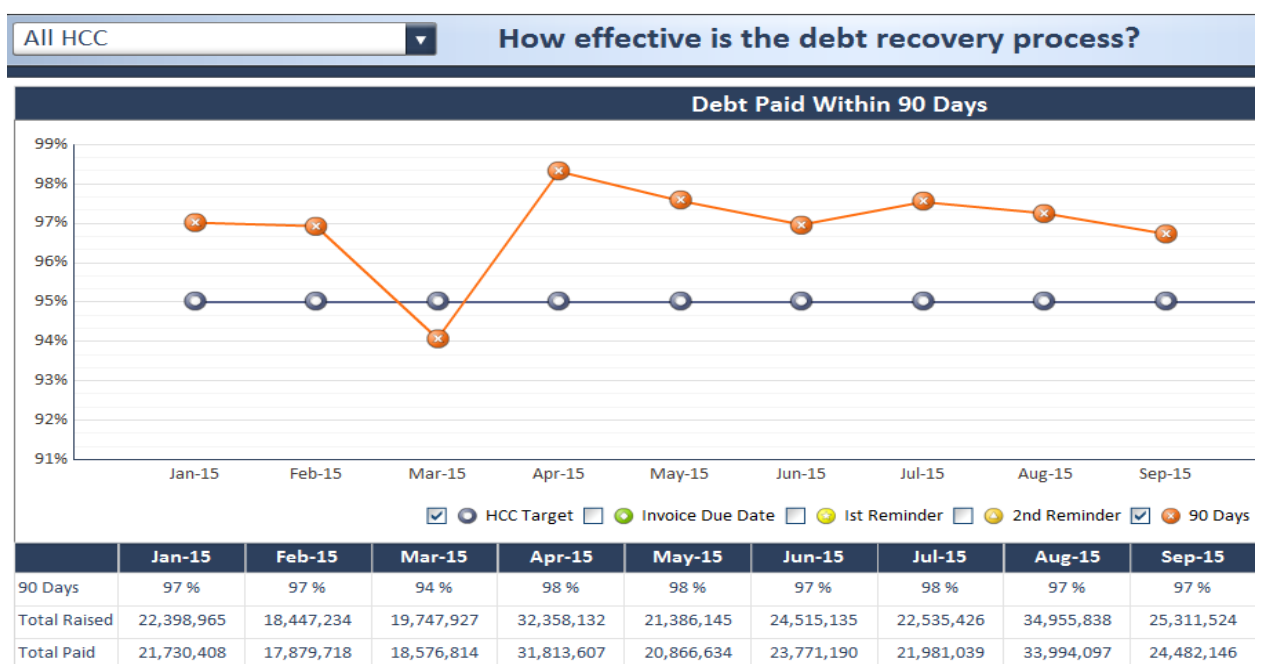 All HCC
How effective is the debt recovery process?
Debt Paid Within 90 Days
99%
98%
97%
96%
95%
94%
93%
92%
91%
Jan-15 Feb-15 Mar-15 Apr-15 May-15 Jun-15 Jul-15 Aug-15 Sep-15
HCC Target Invoice Due Date Ist Reminder 2nd Reminder 90 Days
Jan-15 Feb-15 Mar-15 Apr-15 May-15 Jun-15 Jul-15 Aug-15 Sep-15
90 Days 97 % 97 % 94 % 98 % 98 % 97 % 98 % 97 % 97 %
Total Raised 22,398,965 18,447,234 19,747,927 32,358,132 21,386,145 24,515,135 22,535,426 34,955,838 25,311,524
Total Paid 21,730,408 17,879,718 18,576,814 31,813,607 20,866,634 23,771,190 21,981,039 33,994,097 24,482,146